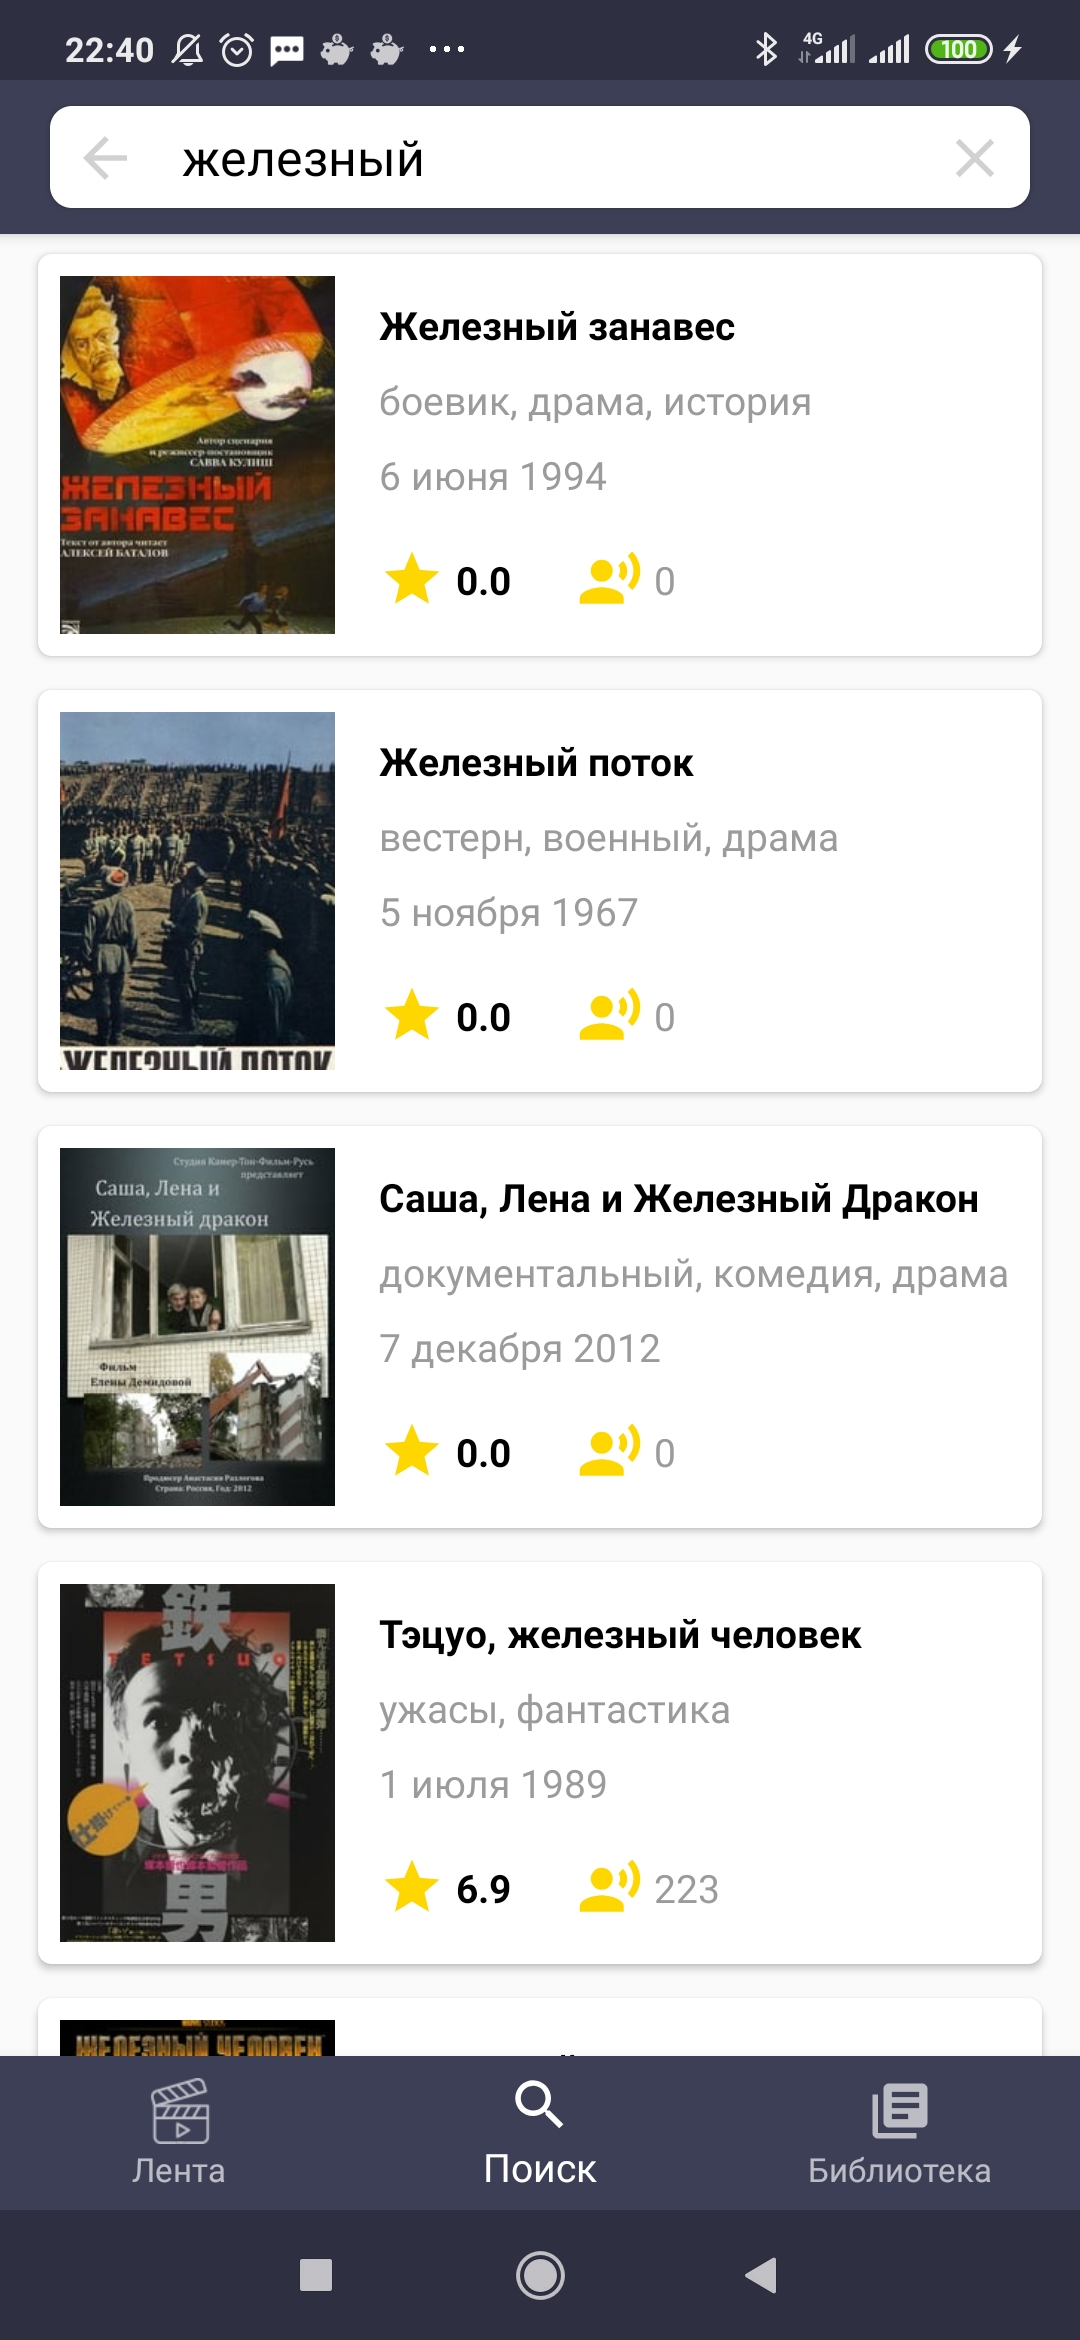 22:40
4G
100
железный
Автор сценария
и режиссер-постановщик
САВВА КУЛИШ
ЖЕЛЕЗНЫЙ
ЗАНАВЕС
Текст от автора читает
АЛЕКСЕЙ БАТАЛОВ
Железный занавес
боевик, драма, история
6 июня 1994
0.0
0
ЖЕЛЕЗНЫЙ ПОТОК
Железный поток
вестерн, военный, драма
5 ноября 1967
0.0
0
Студия Камер-Тон-Фильм-Русь
представляет
Саша, Лена и
Железный дракон
Фильм
Елены Демидовой
Продюсер Анастасия Разлогова
Страна: Россия, Год: 2012
Саша, Лена и Железный Дракон
документальный, комедия, драма
7 декабря 2012
0.0
0
鉄
TETSUO
男
Тэцуо, железный человек
ужасы, фантастика
1 июля 1989
6.9
223
ЖЕЛЕЗНЫЙ ЧЕЛОВЕК
Лента
Поиск
Библиотека